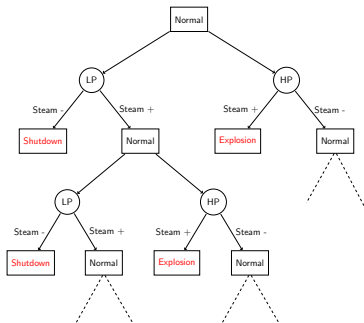 Normal
LP
HP
Steam -
Steam +
Steam +
Steam -
Shutdown
Normal
Explosion
Normal
LP
HP
Steam -
Steam +
Steam +
Steam -
Shutdown
Normal
Explosion
Normal